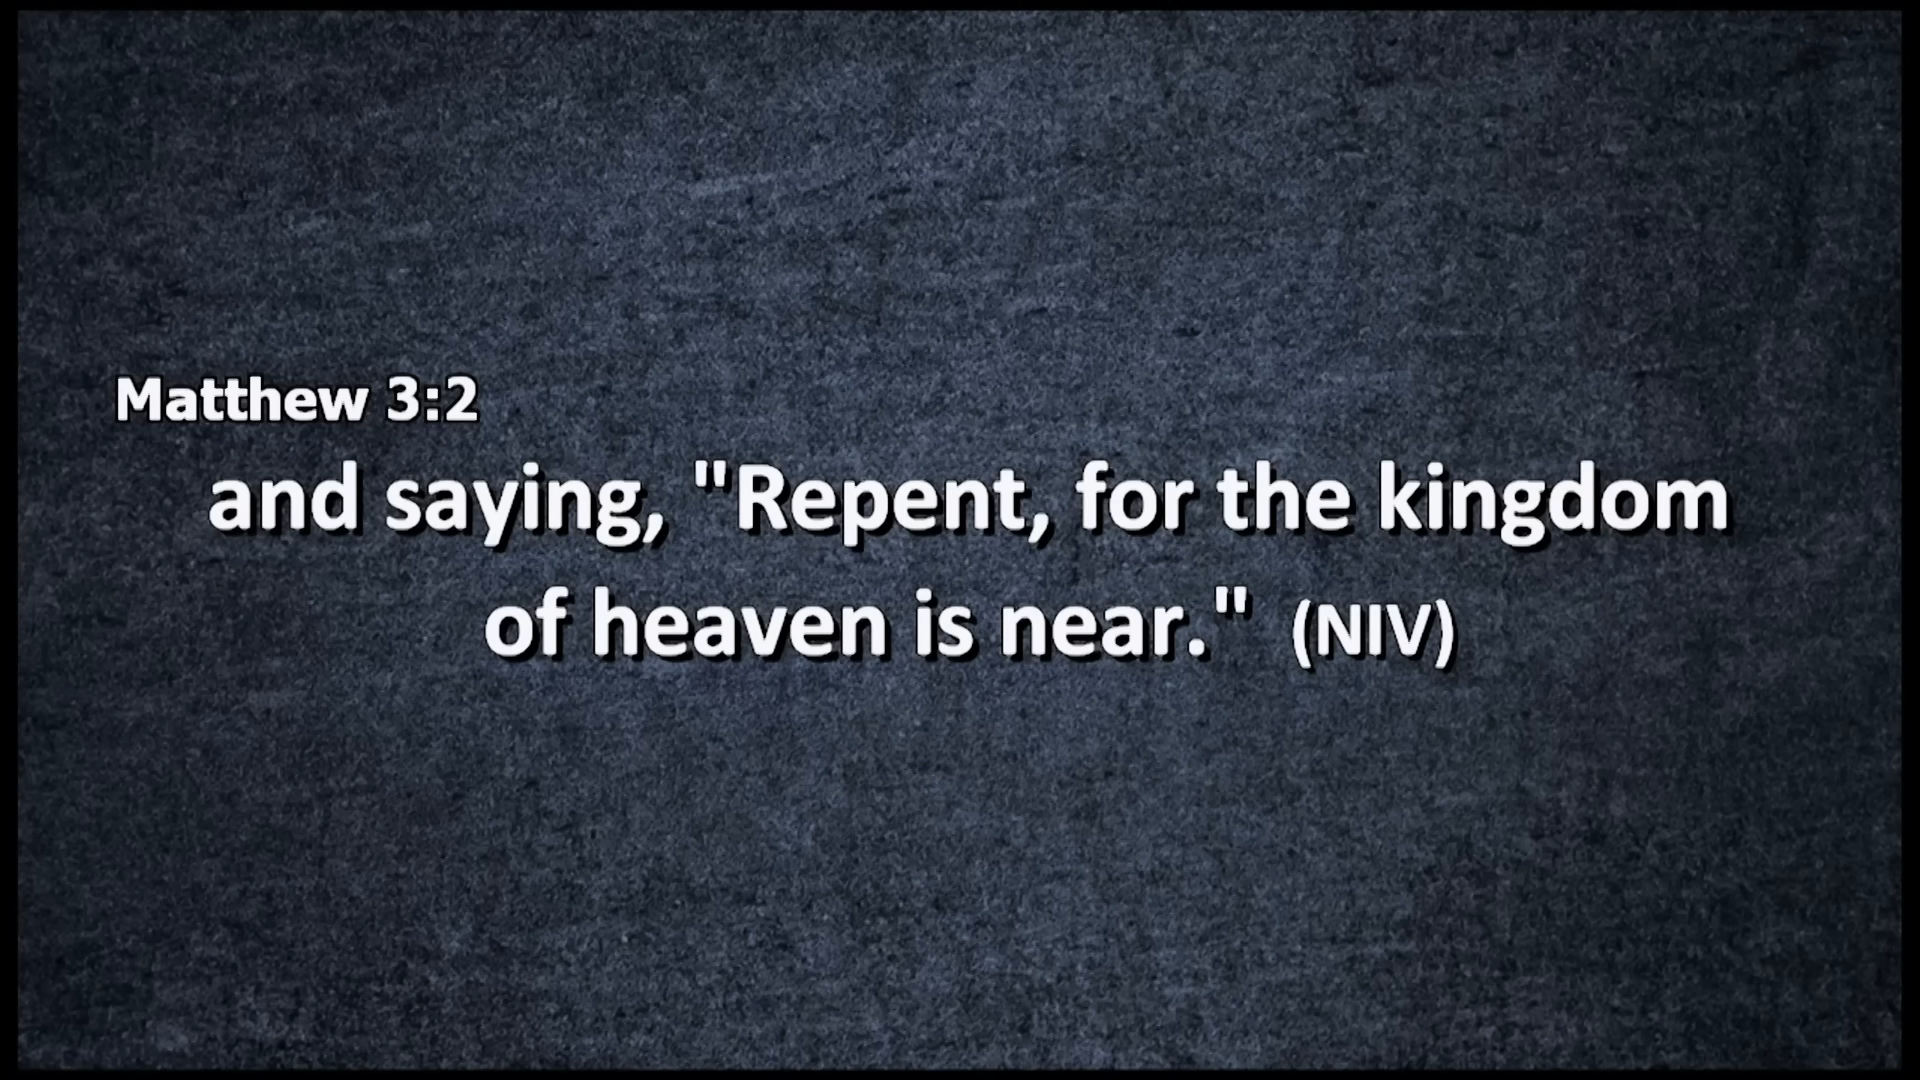 Matthew 3:2
and saying, "Repent, for the kingdom
of heaven is near." (NIV)